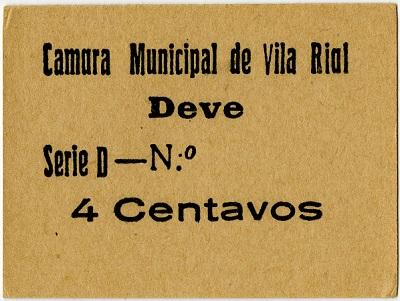 Camara Municipal de Vila Rial
Deve
Serie D — N.º
4 Centavos